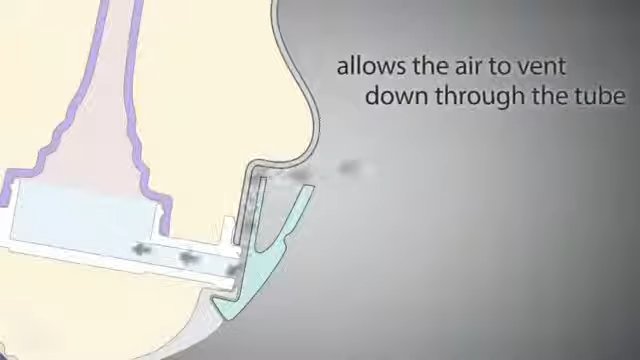 allows the air to vent
down through the tube